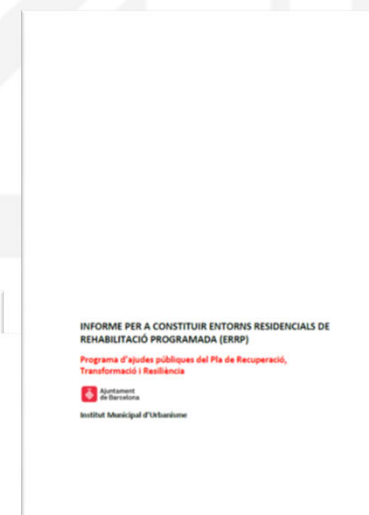 INFORME PER A CONSTITUIR ENTORNS RESIDENCIALS DE
REHABILITACIÓ PROGRAMADA (ERRP)
Programa d'ajudes públiques del Pla de Recuperació,
Transformació i Resiliència
Ajuntament
de Barcelona
Institut Municipal d'Urbanisme